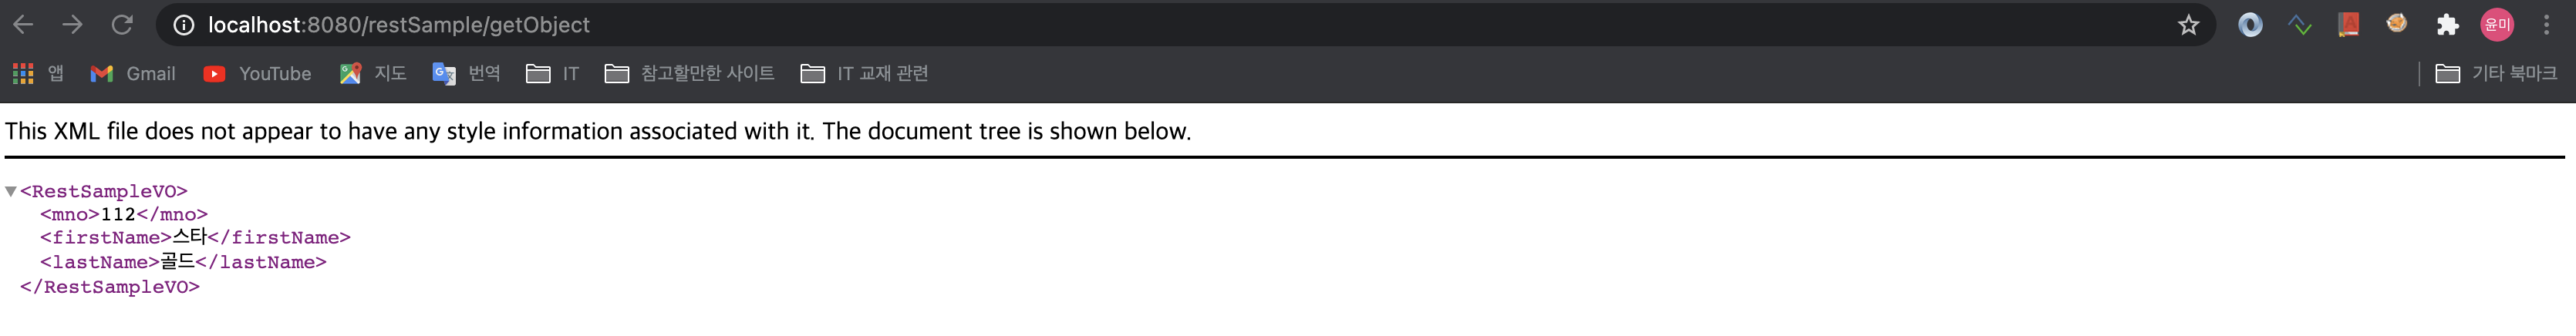 localhost:8080/restSample/getObject 윤미
앱 Gmail YouTube 지도 번역 IT 참고할만한 사이트 IT 교재 관련 기타 북마크
This XML file does not appear to have any style information associated with it. The document tree is shown below.
<RestSampleVO>
<mno>112</mno>
<firstName>스타</firstName>
<lastName>골드</lastName>
</RestSampleVO>